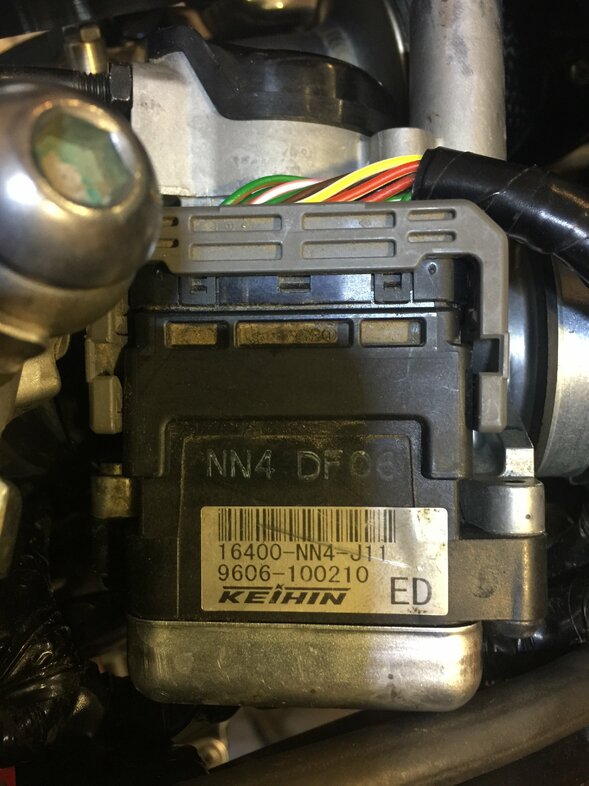 NN4 DF06
16400-NN4-J11
9606-100210
KEIHIN
ED